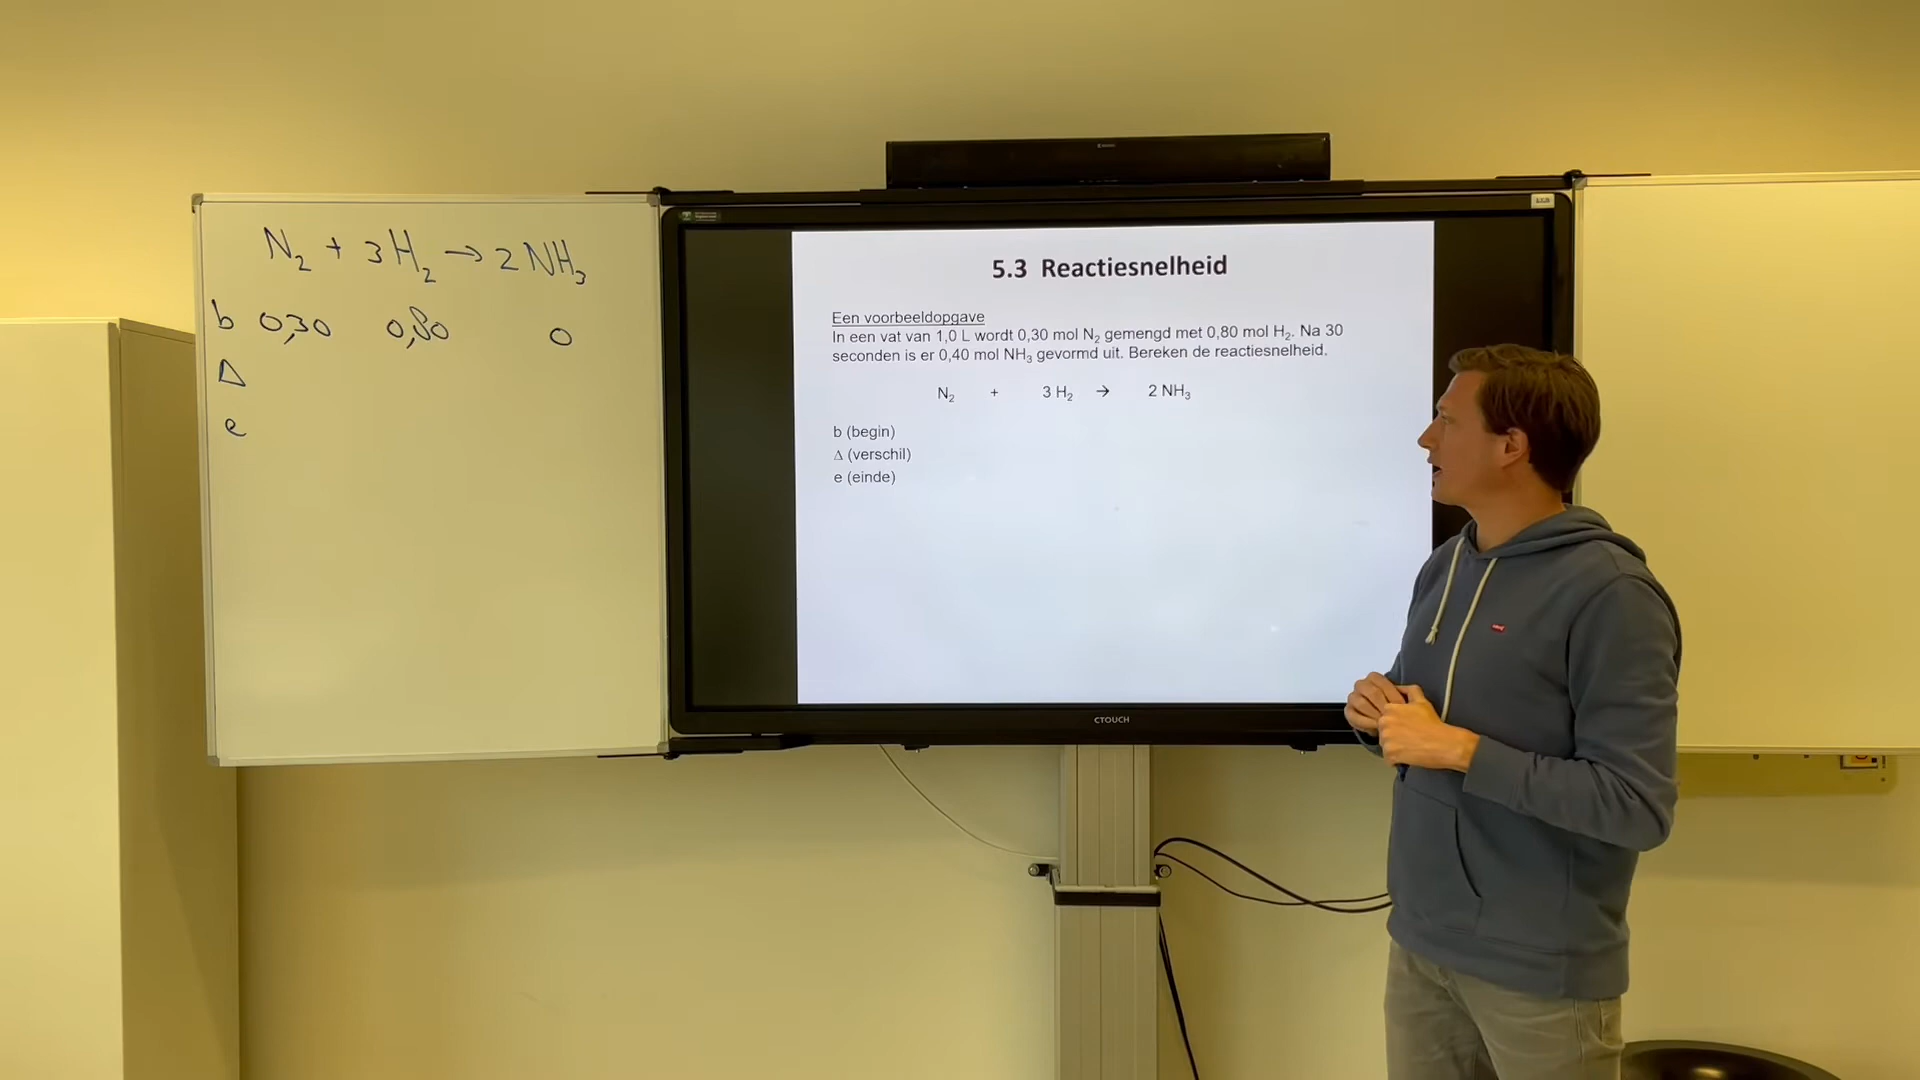 N₂ + 3H₂ → 2NH₃
b 0,30 0,80 0
Δ
e
5.3 Reactiesnelheid
Een voorbeeldopgave
In een vat van 1,0 L wordt 0,30 mol N₂ gemengd met 0,80 mol H₂. Na 30
seconden is er 0,40 mol NH₃ gevormd uit. Bereken de reactiesnelheid.
N₂ + 3 H₂ → 2 NH₃
b (begin)
Δ (verschil)
e (einde)
CTOUCH